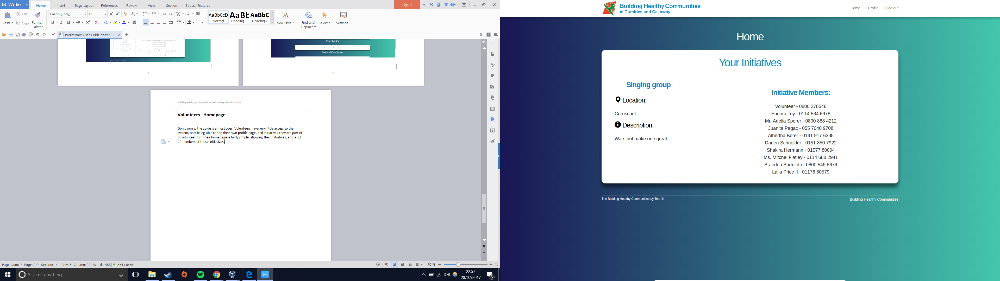 Writer
Home
Insert
Page Layout
References
Review
View
Section
Special Features
Sign in
Paste
Cut
Copy
Format
Painter
Calibri (Body)
12
AaBbCcD
Normal
AaBb
Heading 1
AaBbC
Heading 2
New Style
Find and
Replace
Select
Settings
Preliminary User Guide.docx *
7
Feedbacks
Medical Conditions
8
Building Healthy Communities Preliminary Website Guide
Volunteers - Homepage
Don't worry, the guide is almost over! Volunteers have very little access to the
system, only being able to see their own profile page, and initiatives they are part of
or volunteer for. Their homepage is fairly simple, showing their initiatives, and a list
of members of those initiatives.
Page Num: 9 Page: 9/9 Section: 1/1 Row: 5 Column: 33 Words: 958 Spell Check
70 %
Ask me anything
22:57
28/02/2017
5
Building Healthy Communities
in Dumfries and Galloway
Home Profile Log out
Home
Your Initiatives
Singing group
Location:
Coruscant
Description:
Wars not make one great.
Initiative Members:
Volunteer - 0800 278546
Eudora Toy - 0114 584 6978
Mr. Adelia Sporer - 0800 888 4212
Juanita Pagac - 055 7040 9708
Albertha Borer - 0141 917 6388
Darien Schneider - 0151 850 7922
Shakira Hermann - 01577 80694
Ms. Mitchel Flatley - 0114 688 2941
Braeden Bartoletti - 0800 549 8679
Laila Price II - 01178 80579
The Building Healthy Communities by TeamN
Building Healthy Communities